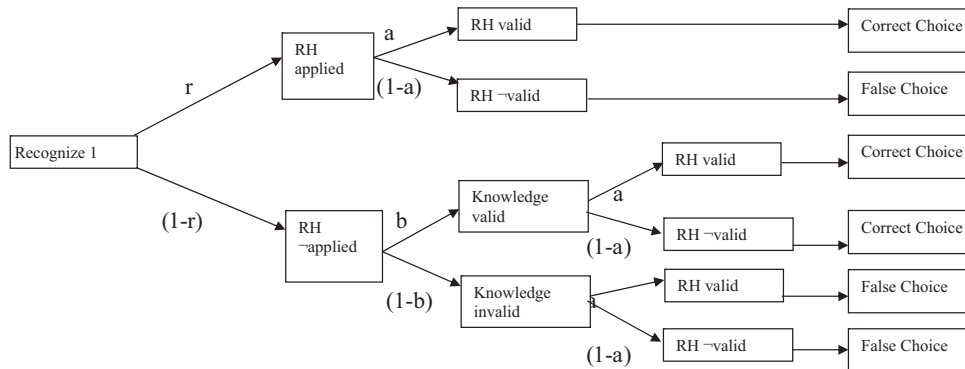 RH valid
Correct Choice
a
RH
applied
(1-a)
r
RH ¬valid
False Choice
Recognize 1
RH valid
Correct Choice
(1-r)
Knowledge
valid
a
b
RH
¬applied
(1-a)
RH ¬valid
Correct Choice
(1-b)
Knowledge
invalid
a
RH valid
False Choice
(1-a)
RH ¬valid
False Choice